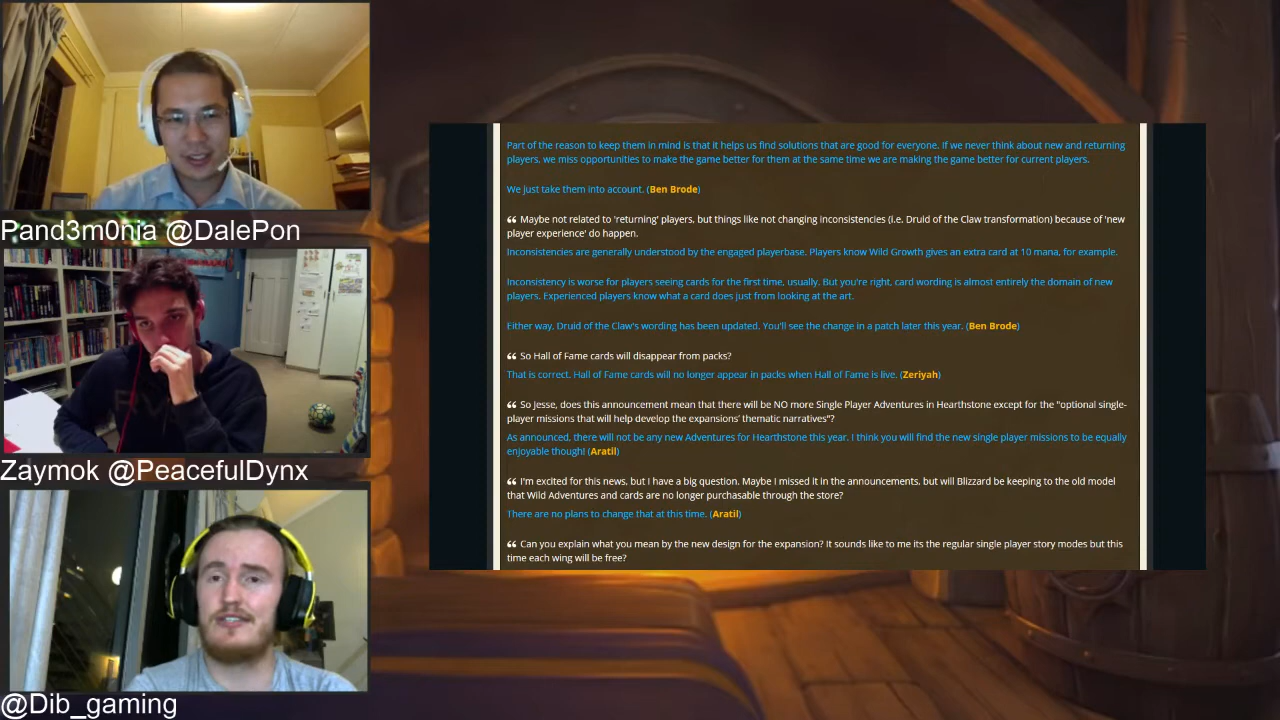 Pand3m0nia @DalePon
Zaymok @PeacefulDynx
@Dib_gaming
Part of the reason to keep them in mind is that it helps us find solutions that are good for everyone. If we never think about new and returning
players, we miss opportunities to make the game better for them at the same time we are making the game better for current players.
We just take them into account. (Ben Brode)
“ Maybe not related to 'returning' players, but things like not changing inconsistencies (i.e. Druid of the Claw transformation) because of 'new
player experience' do happen.
Inconsistencies are generally understood by the engaged playerbase. Players know Wild Growth gives an extra card at 10 mana, for example.
Inconsistency is worse for players seeing cards for the first time, usually. But you're right, card wording is almost entirely the domain of new
players. Experienced players know what a card does just from looking at the art.
Either way, Druid of the Claw's wording has been updated. You'll see the change in a patch later this year. (Ben Brode)
“ So Hall of Fame cards will disappear from packs?
That is correct. Hall of Fame cards will no longer appear in packs when Hall of Fame is live. (Zeriyah)
“ So Jesse, does this announcement mean that there will be NO more Single Player Adventures in Hearthstone except for the "optional single-
player missions that will help develop the expansions' thematic narratives"?
As announced, there will not be any new Adventures for Hearthstone this year. I think you will find the new single player missions to be equally
enjoyable though! (Aratil)
“ I'm excited for this news, but I have a big question. Maybe I missed it in the announcements, but will Blizzard be keeping to the old model
that Wild Adventures and cards are no longer purchasable through the store?
There are no plans to change that at this time. (Aratil)
“ Can you explain what you mean by the new design for the expansion? It sounds like to me its the regular single player story modes but this
time each wing will be free?